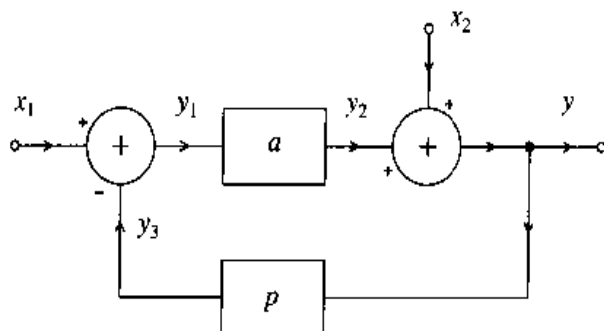 x₂
x₁ + y₁ a y₂ + y
+ + +
-
y₃
p